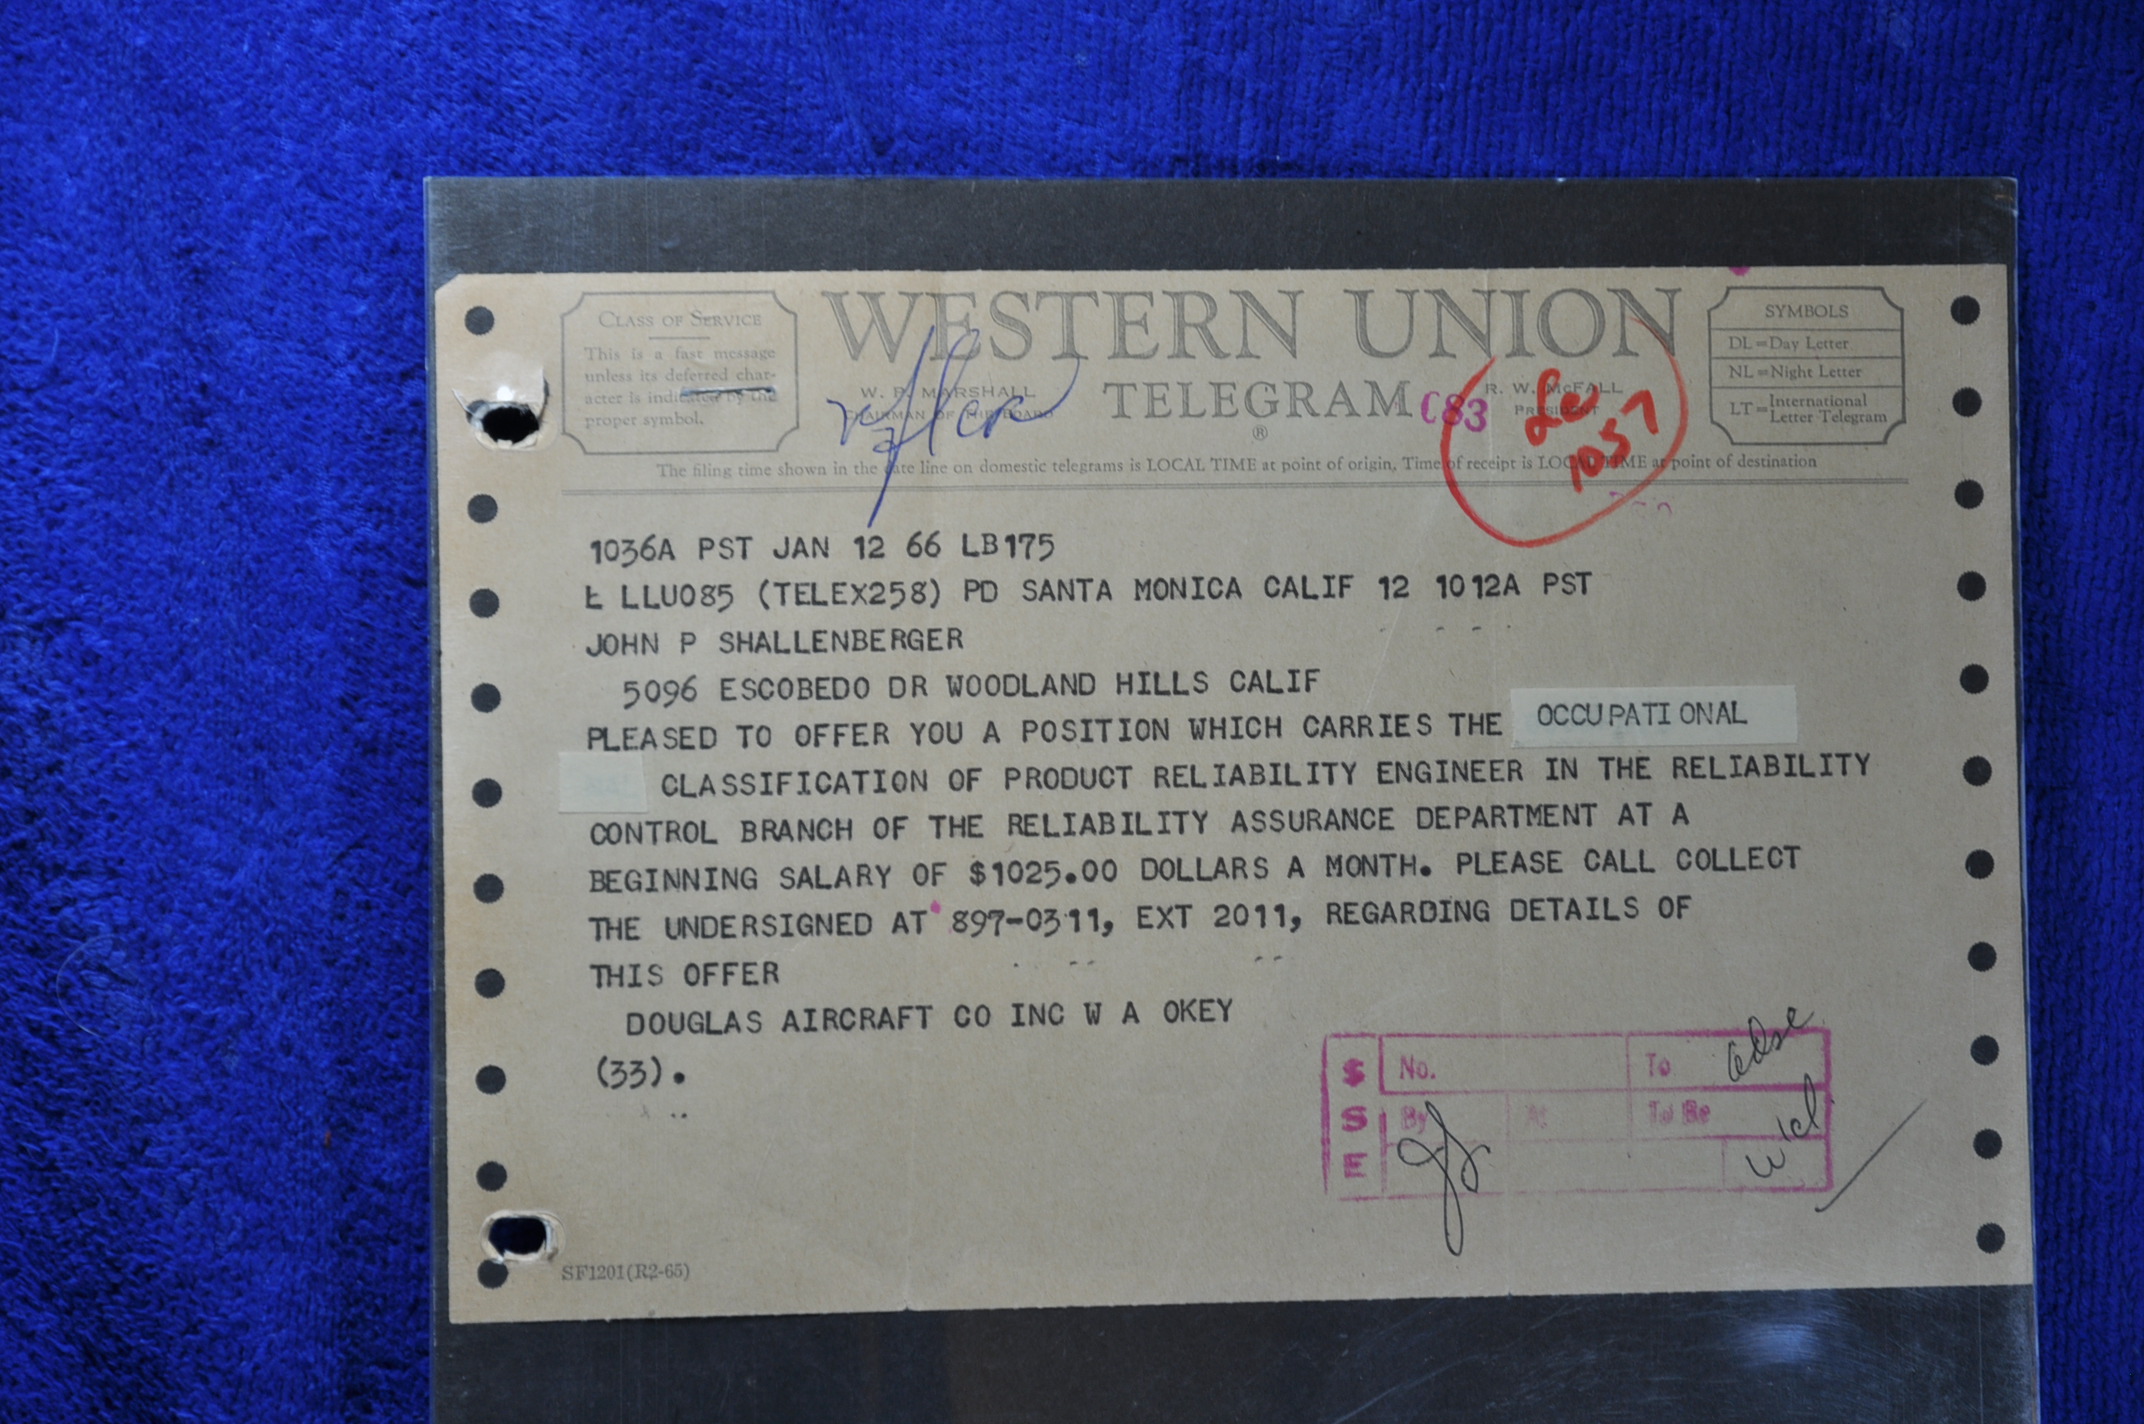 CLASS OF SERVICE
This is a fast message
unless its deferred char-
acter is indicated by the
proper symbol.
WESTERN UNION
TELEGRAM
®
W. P. MARSHALL
CHAIRMAN OF THE BOARD
C83
R. W. McFALL
PRESIDENT
1057
SYMBOLS
DL=Day Letter
NL=Night Letter
LT=International Letter Telegram
The filing time shown in the date line on domestic telegrams is LOCAL TIME at point of origin. Time of receipt is LOCAL TIME at point of destination
1036A PST JAN 12 66 LB175
L LLU085 (TELEX258) PD SANTA MONICA CALIF 12 1012A PST
JOHN P SHALLENBERGER
5096 ESCOBEDO DR WOODLAND HILLS CALIF
PLEASED TO OFFER YOU A POSITION WHICH CARRIES THE OCCUPATIONAL
CLASSIFICATION OF PRODUCT RELIABILITY ENGINEER IN THE RELIABILITY
CONTROL BRANCH OF THE RELIABILITY ASSURANCE DEPARTMENT AT A
BEGINNING SALARY OF $1025.00 DOLLARS A MONTH. PLEASE CALL COLLECT
THE UNDERSIGNED AT 897-0311, EXT 2011, REGARDING DETAILS OF
THIS OFFER
DOUGLAS AIRCRAFT CO INC W A OKEY
(33).
S No. To
S By At To Be
E
SF1201(R2-65)